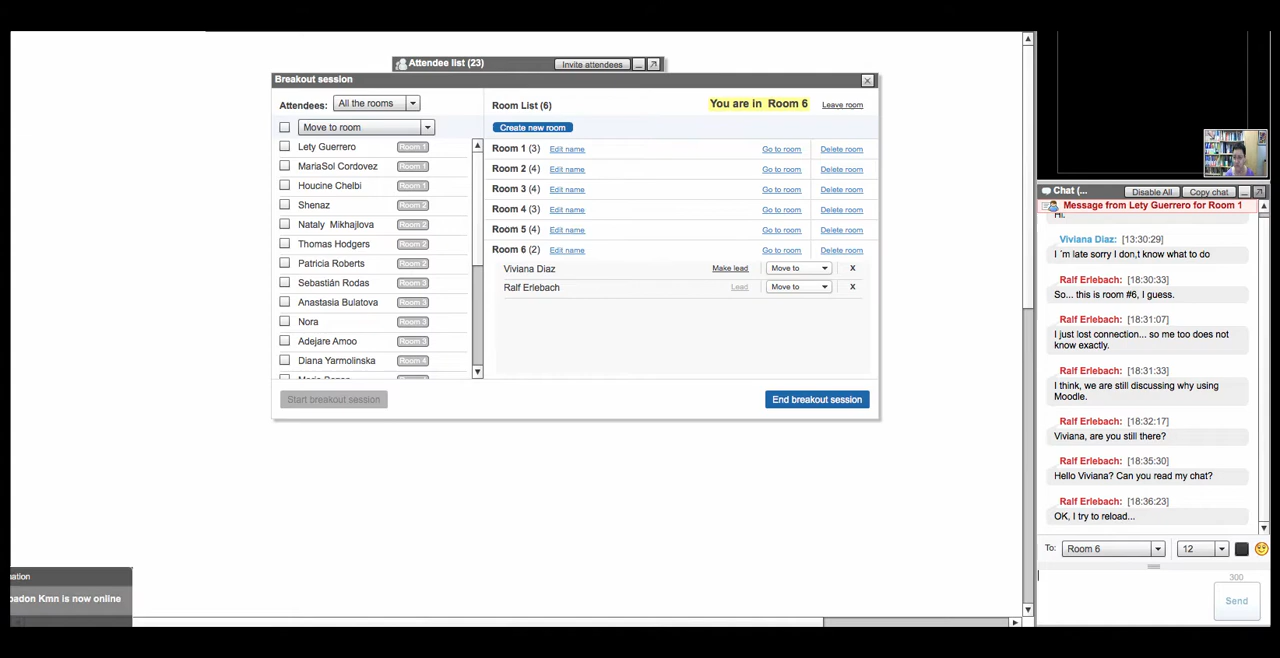 Attendee list (23)
Invite attendees
Breakout session
Attendees:
All the rooms
Move to room
Lety Guerrero Room 1
MariaSol Cordovez Room 1
Houcine Chelbi Room 1
Shenaz Room 2
Nataly Mikhajlova Room 2
Thomas Hodgers Room 2
Patricia Roberts Room 2
Sebastián Rodas Room 3
Anastasia Bulatova Room 3
Nora Room 3
Adejare Amoo Room 3
Diana Yarmolinska Room 4
Start breakout session
Room List (6)
You are in Room 6
Leave room
Create new room
Room 1 (3) Edit name Go to room Delete room
Room 2 (4) Edit name Go to room Delete room
Room 3 (4) Edit name Go to room Delete room
Room 4 (3) Edit name Go to room Delete room
Room 5 (4) Edit name Go to room Delete room
Room 6 (2) Edit name Go to room Delete room
Viviana Diaz Make lead Move to X
Ralf Erlebach Lead Move to X
End breakout session
Chat (...
Disable All
Copy chat
Message from Lety Guerrero for Room 1
Hi.
Viviana Diaz: [13:30:29]
I ´m late sorry I don,t know what to do
Ralf Erlebach: [18:30:33]
So... this is room #6, I guess.
Ralf Erlebach: [18:31:07]
I just lost connection... so me too does not
know exactly.
Ralf Erlebach: [18:31:33]
I think, we are still discussing why using
Moodle.
Ralf Erlebach: [18:32:17]
Viviana, are you still there?
Ralf Erlebach: [18:35:30]
Hello Viviana? Can you read my chat?
Ralf Erlebach: [18:36:23]
OK, I try to reload...
To: Room 6 12
300
Send
Kmn is now online